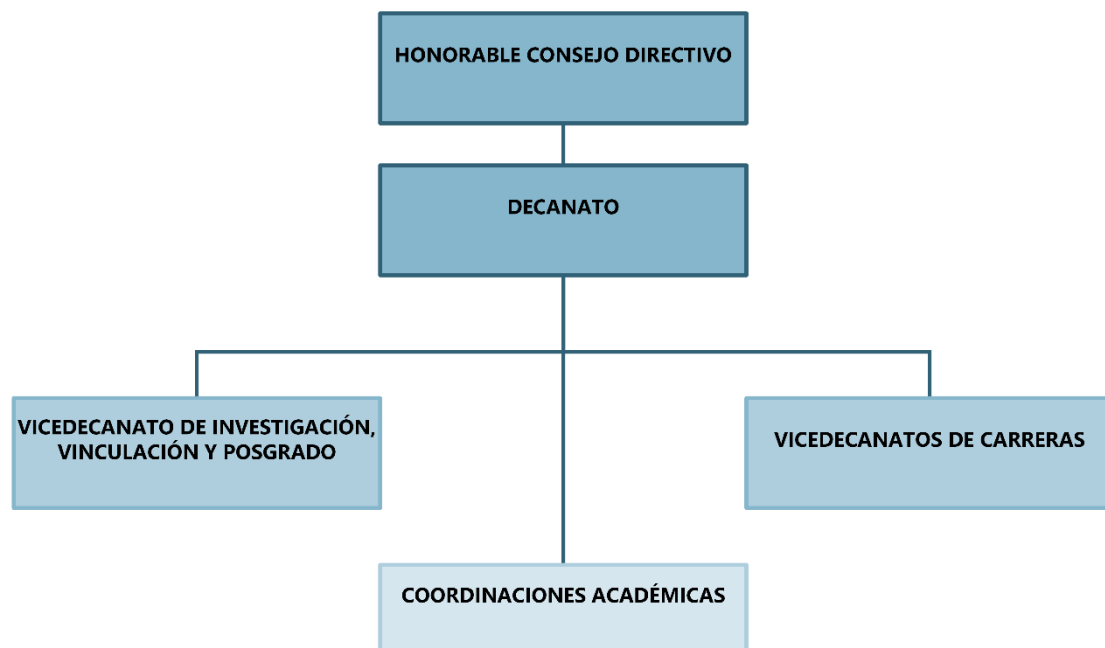 HONORABLE CONSEJO DIRECTIVO
DECANATO
VICEDECANATO DE INVESTIGACIÓN,
VINCULACIÓN Y POSGRADO
VICEDECANATOS DE CARRERAS
COORDINACIONES ACADÉMICAS